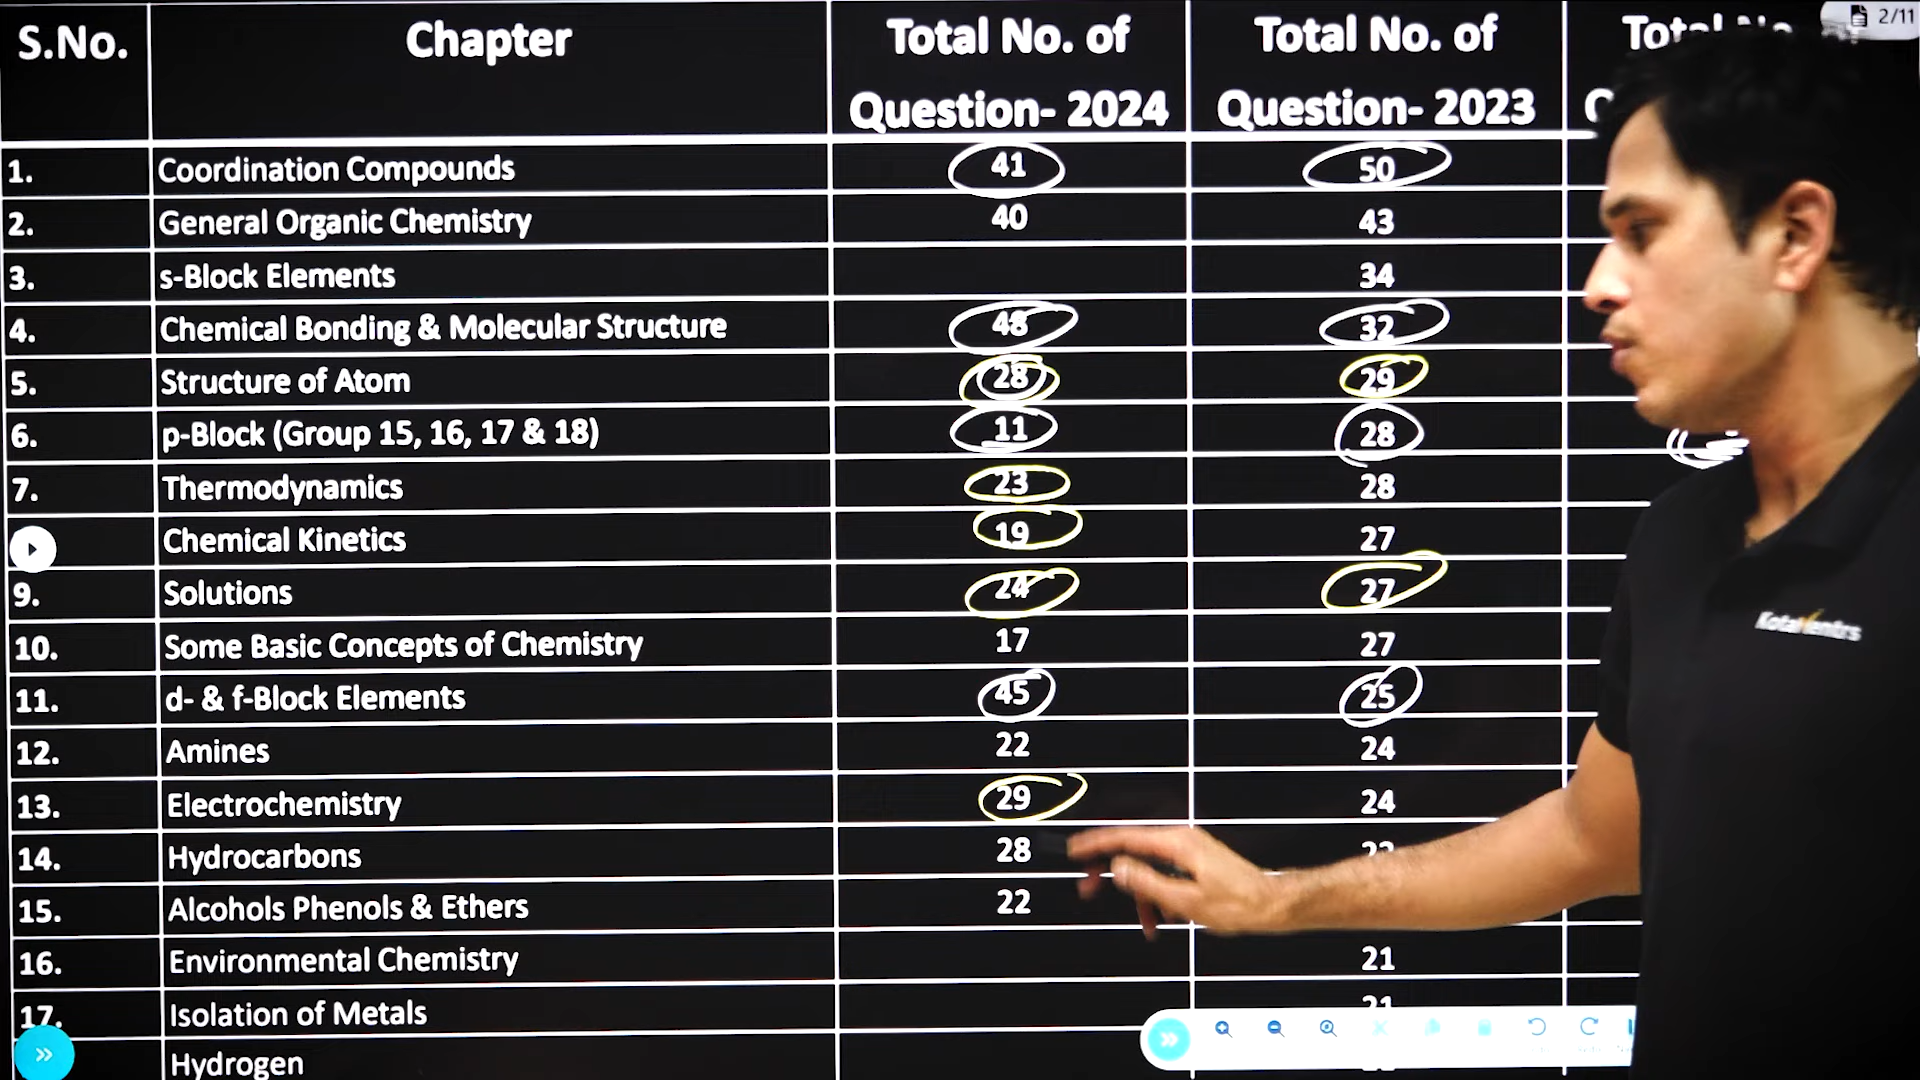 2/11
S.No. Chapter Total No. of Question- 2024 Total No. of Question- 2023
1. Coordination Compounds 41 50
2. General Organic Chemistry 40 43
3. s-Block Elements 34
4. Chemical Bonding & Molecular Structure 48 32
5. Structure of Atom 28 29
6. p-Block (Group 15, 16, 17 & 18) 11 28
7. Thermodynamics 23 28
Chemical Kinetics 19 27
9. Solutions 24 27
10. Some Basic Concepts of Chemistry 17 27
11. d- & f-Block Elements 45 25
12. Amines 22 24
13. Electrochemistry 29 24
14. Hydrocarbons 28
15. Alcohols Phenols & Ethers 22
16. Environmental Chemistry 21
17. Isolation of Metals 21
Hydrogen